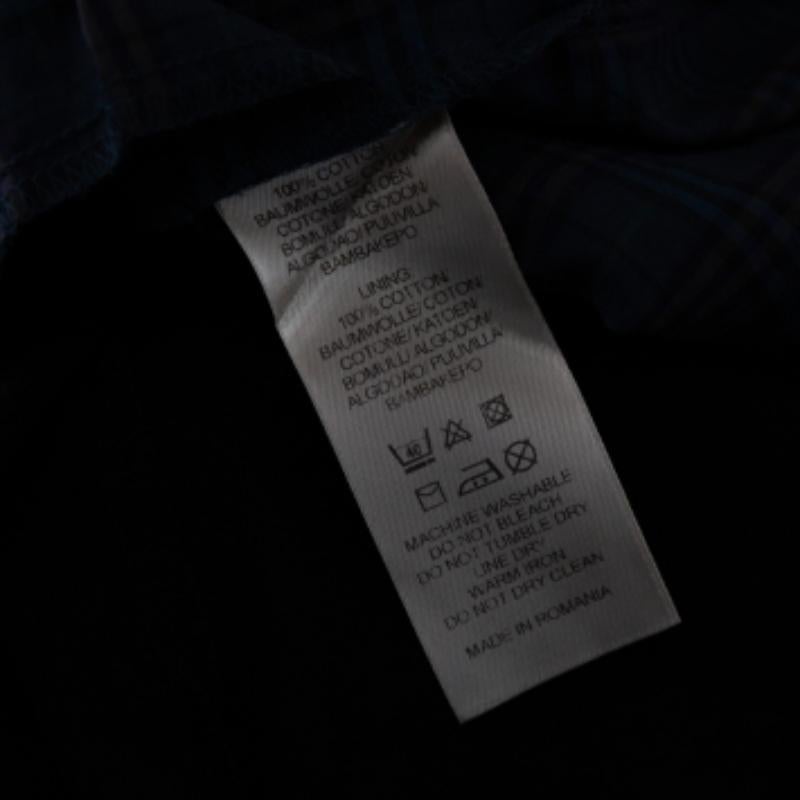 100% COTTON
BAUMWOLLE/COTON/
COTONE/KATOEN/
BOMULL/ALGODON/
ALGODAO/PUUVILLA
BAMBAKEPO
LINING
100% COTTON
BAUMWOLLE/COTON/
COTONE/KATOEN/
BOMULL/ALGODON/
ALGODAO/PUUVILLA
BAMBAKEPO
40
MACHINE WASHABLE
DO NOT BLEACH
DO NOT TUMBLE DRY
LINE DRY
WARM IRON
DO NOT DRY CLEAN
MADE IN ROMANIA